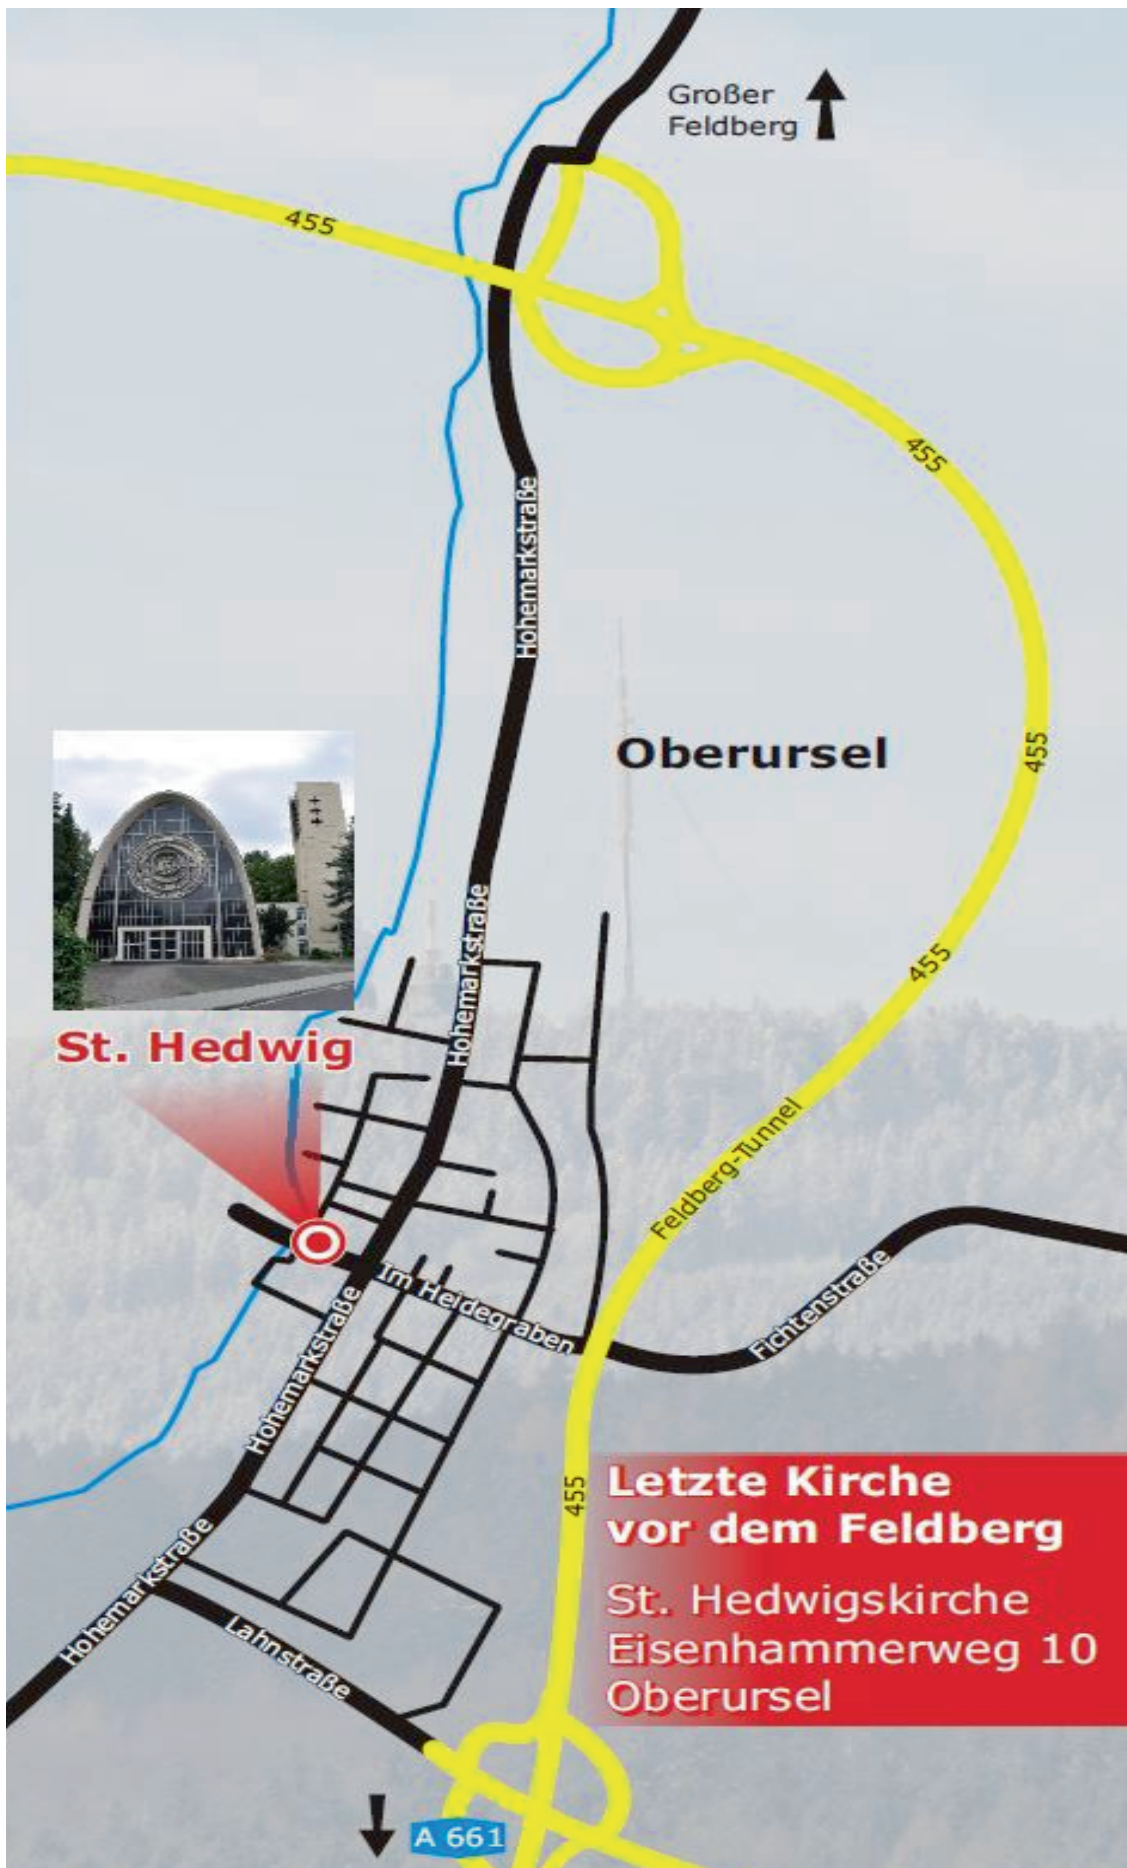 Großer
Feldberg
455
455
Hohemarkstraße
455
Oberursel
Hohemarkstraße
455
St. Hedwig
Feldberg-Tunnel
Im Heidegraben
Fichtenstraße
Hohemarkstraße
455
Letzte Kirche
vor dem Feldberg
Hohemarkstraße
St. Hedwigskirche
Lahnstraße
Eisenhammerweg 10
Oberursel
A 661